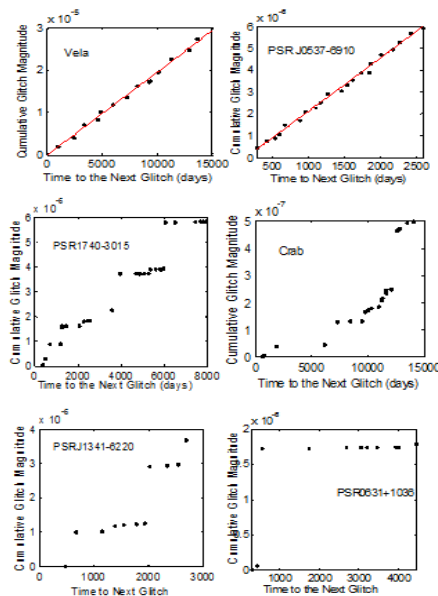 x 10^-5
3
2
1
0
Cumulative Glitch Magnitude
Vela
0 5000 10000 15000
Time to the Next Glitch (days)
x 10^-6
6
4
2
0
Cumulative Glitch Magnitude
PSR J0537-6910
500 1000 1500 2000 2500
Time to the Next Glitch (days)
x 10^-6
6
5
4
3
2
1
0
Cumulative Glitch Magnitude
PSR1740-3015
0 2000 4000 6000 8000
Time to the Next Glitch (days)
x 10^-7
5
4
3
2
1
0
Cumulative Glitch Magnitude
Crab
0 5000 10000 15000
Time to the Next Glitch (days)
x 10^-6
4
3
2
1
0
Cumulative Glitch Magnitude
PSRJ1341-6220
0 1000 2000 3000
Time to the Next Glitch
x 10^-6
2
1.5
1
0.5
0
Cumulative Glitch Magnitude
PSR0631+1036
1000 2000 3000 4000
Time to the Next Glitch